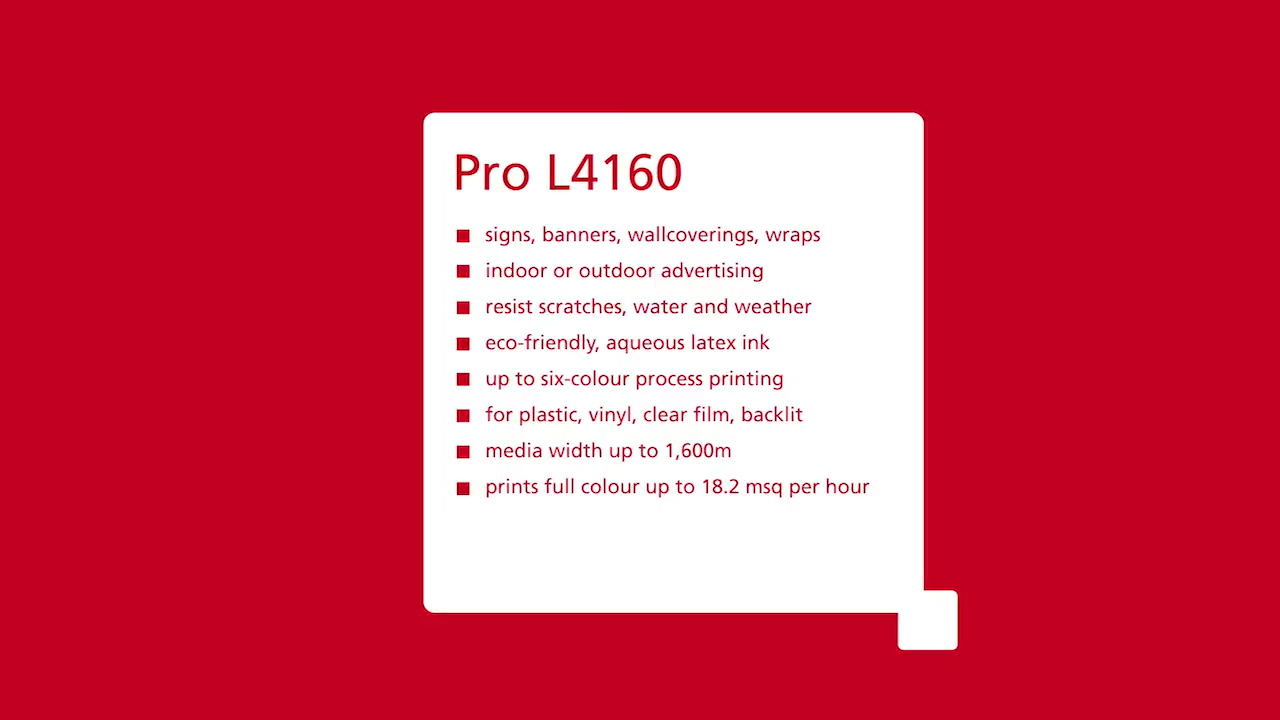 Pro L4160
signs, banners, wallcoverings, wraps
indoor or outdoor advertising
resist scratches, water and weather
eco-friendly, aqueous latex ink
up to six-colour process printing
for plastic, vinyl, clear film, backlit
media width up to 1,600m
prints full colour up to 18.2 msq per hour